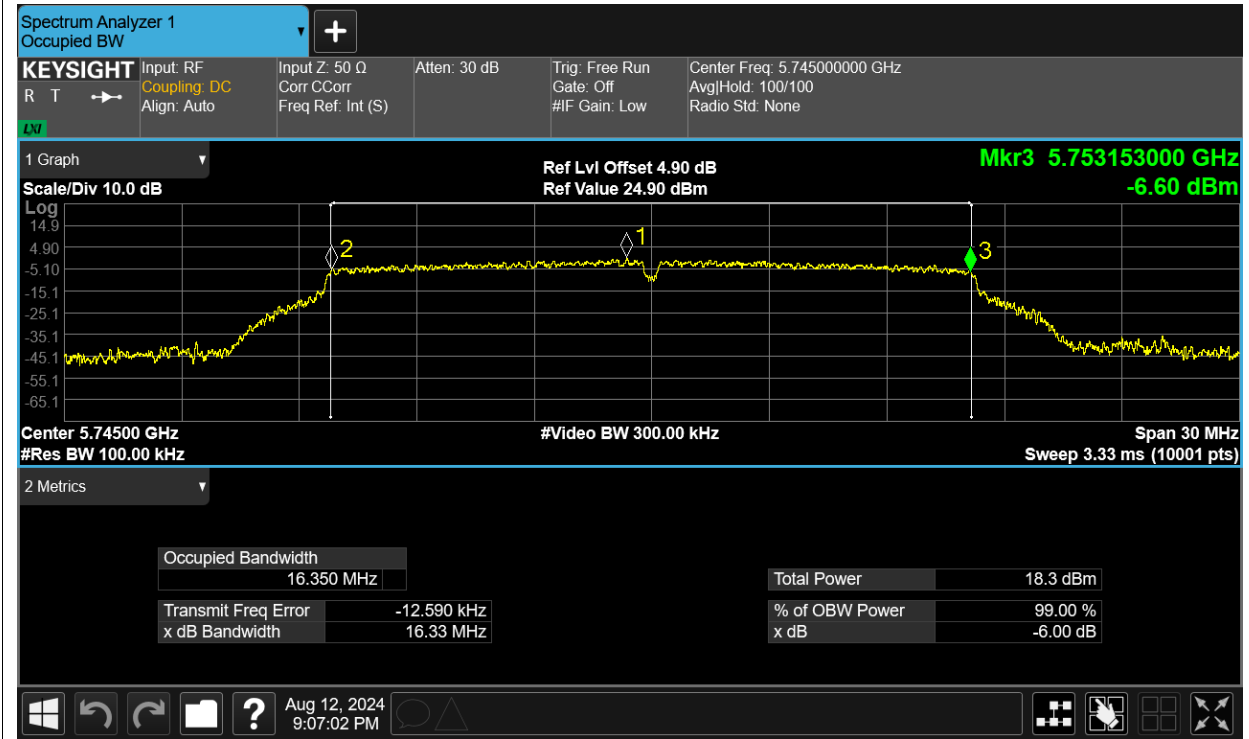 Spectrum Analyzer 1
Occupied BW
KEYSIGHT
R T
LXI
Input: RF
Coupling: DC
Align: Auto
Input Z: 50 Ω
Corr CCorr
Freq Ref: Int (S)
Atten: 30 dB
Trig: Free Run
Gate: Off
#IF Gain: Low
Center Freq: 5.745000000 GHz
Avg|Hold: 100/100
Radio Std: None
1 Graph
Scale/Div 10.0 dB
Ref Lvl Offset 4.90 dB
Ref Value 24.90 dBm
Mkr3 5.753153000 GHz
-6.60 dBm
Log
14.9
4.90
-5.10
-15.1
-25.1
-35.1
-45.1
-55.1
-65.1
2
1
3
Center 5.74500 GHz
#Res BW 100.00 kHz
#Video BW 300.00 kHz
Span 30 MHz
Sweep 3.33 ms (10001 pts)
2 Metrics
Occupied Bandwidth
16.350 MHz
Transmit Freq Error -12.590 kHz
x dB Bandwidth 16.33 MHz
Total Power 18.3 dBm
% of OBW Power 99.00 %
x dB -6.00 dB
?
Aug 12, 2024
9:07:02 PM